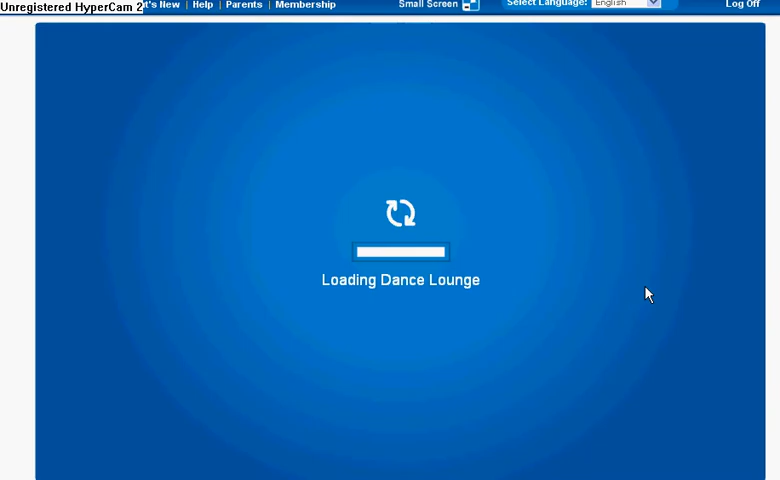 Unregistered HyperCam 2
t's New | Help | Parents | Membership
Small Screen
Select Language: English
Log Off
Loading Dance Lounge